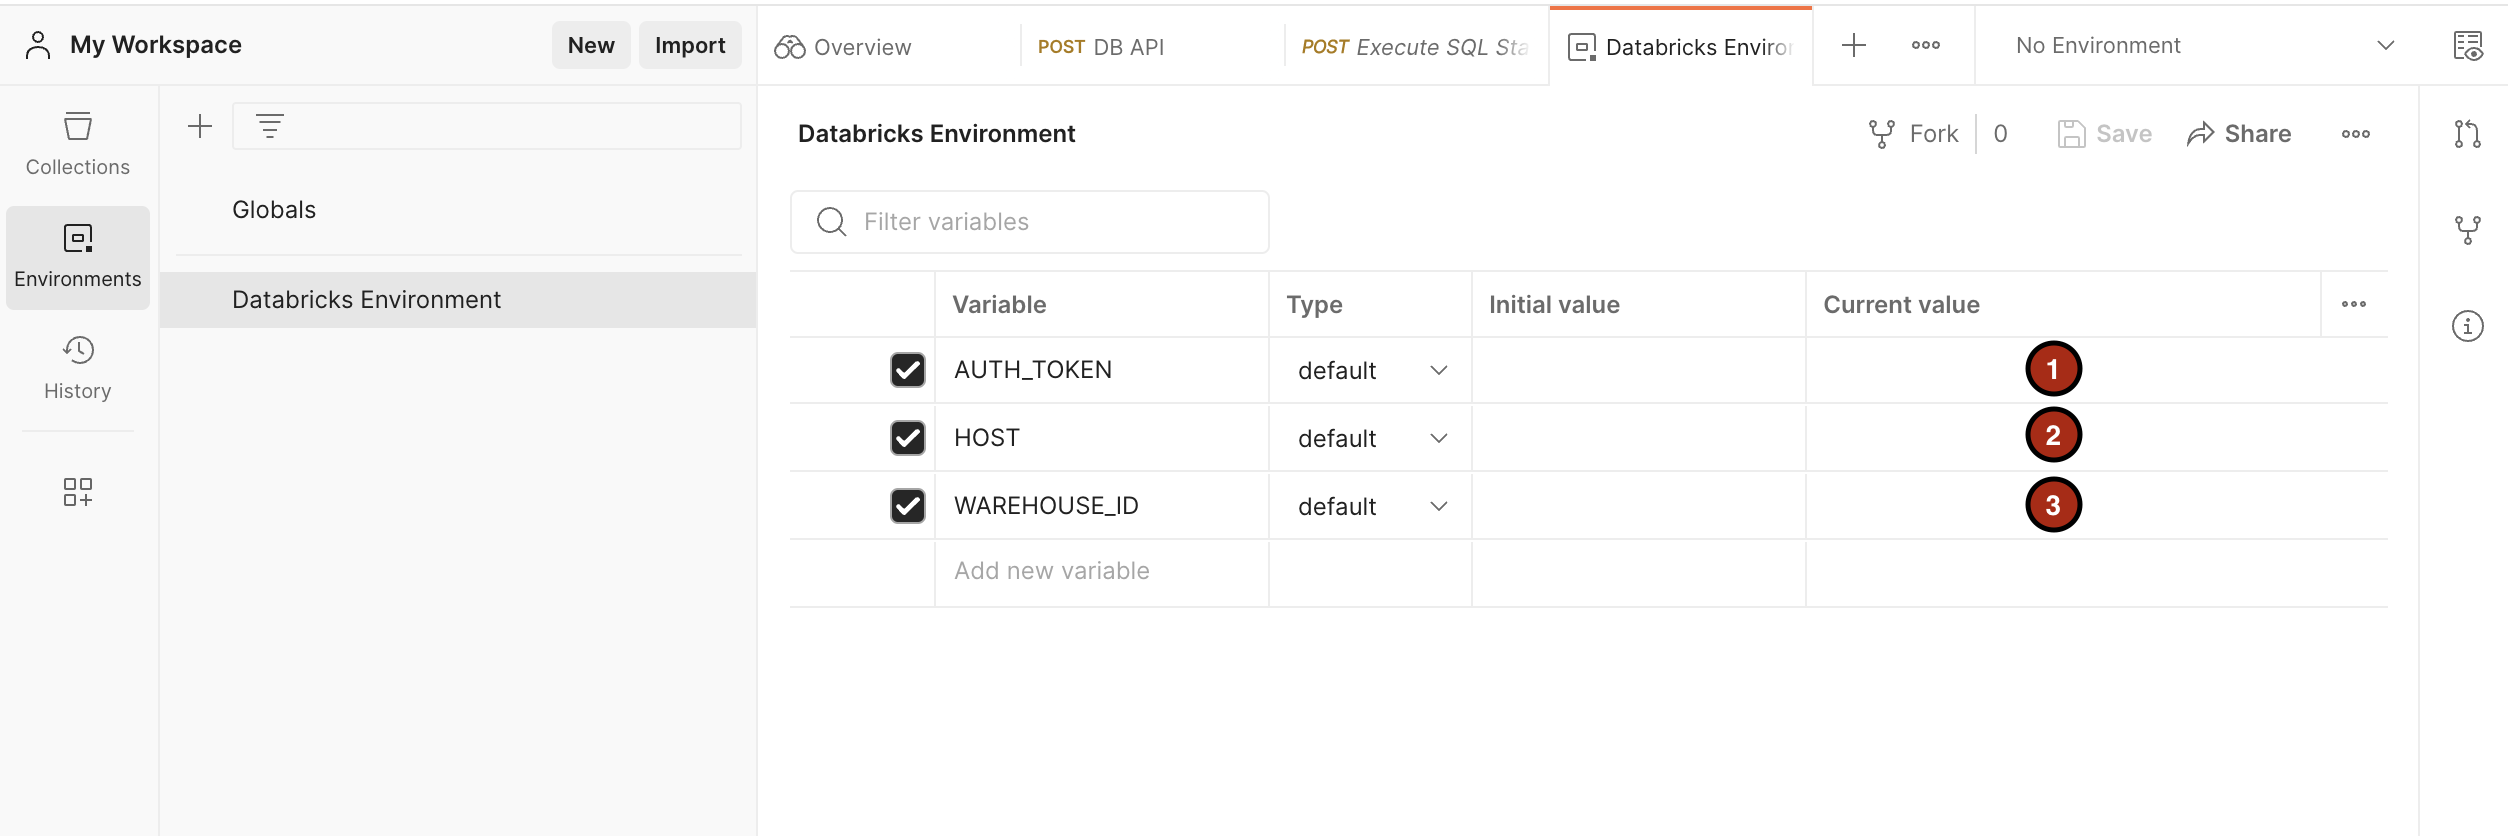 My Workspace
New
Import
Overview
POST DB API
POST Execute SQL Sta
Databricks Enviro
No Environment
Collections
Environments
History
Globals
Databricks Environment
Databricks Environment
Fork
0
Save
Share
Filter variables
Variable
Type
Initial value
Current value
AUTH_TOKEN
default
1
HOST
default
2
WAREHOUSE_ID
default
3
Add new variable